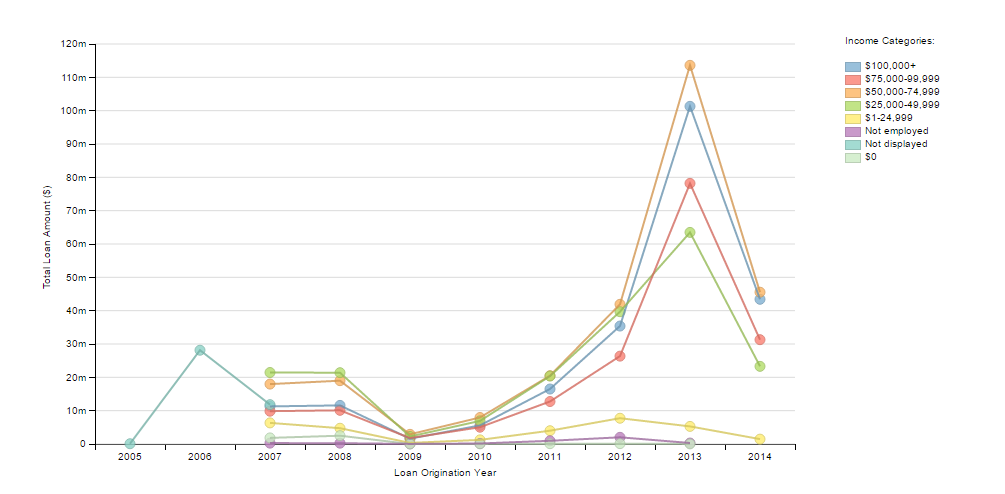 Income Categories:
$100,000+
$75,000-99,999
$50,000-74,999
$25,000-49,999
$1-24,999
Not employed
Not displayed
$0
120m
110m
100m
90m
80m
70m
60m
50m
40m
30m
20m
10m
0
Total Loan Amount ($)
2005 2006 2007 2008 2009 2010 2011 2012 2013 2014
Loan Origination Year